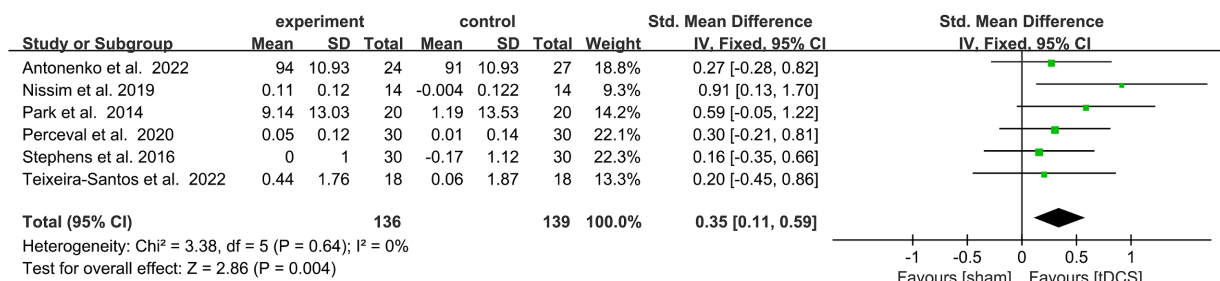 experiment control Std. Mean Difference Std. Mean Difference
Study or Subgroup Mean SD Total Mean SD Total Weight IV, Fixed, 95% CI IV, Fixed, 95% CI
Antonenko et al. 2022 94 10.93 24 91 10.93 27 18.8% 0.27 [-0.28, 0.82]
Nissim et al. 2019 0.11 0.12 14 -0.004 0.122 14 9.3% 0.91 [0.13, 1.70]
Park et al. 2014 9.14 13.03 20 1.19 13.53 20 14.2% 0.59 [-0.05, 1.22]
Perceval et al. 2020 0.05 0.12 30 0.01 0.14 30 22.1% 0.30 [-0.21, 0.81]
Stephens et al. 2016 0 1 30 -0.17 1.12 30 22.3% 0.16 [-0.35, 0.66]
Teixeira-Santos et al. 2022 0.44 1.76 18 0.06 1.87 18 13.3% 0.20 [-0.45, 0.86]
Total (95% CI) 136 139 100.0% 0.35 [0.11, 0.59]
Heterogeneity: Chi² = 3.38, df = 5 (P = 0.64); I² = 0%
Test for overall effect: Z = 2.86 (P = 0.004)
-1 -0.5 0 0.5 1
Favours [sham] Favours [tDCS]